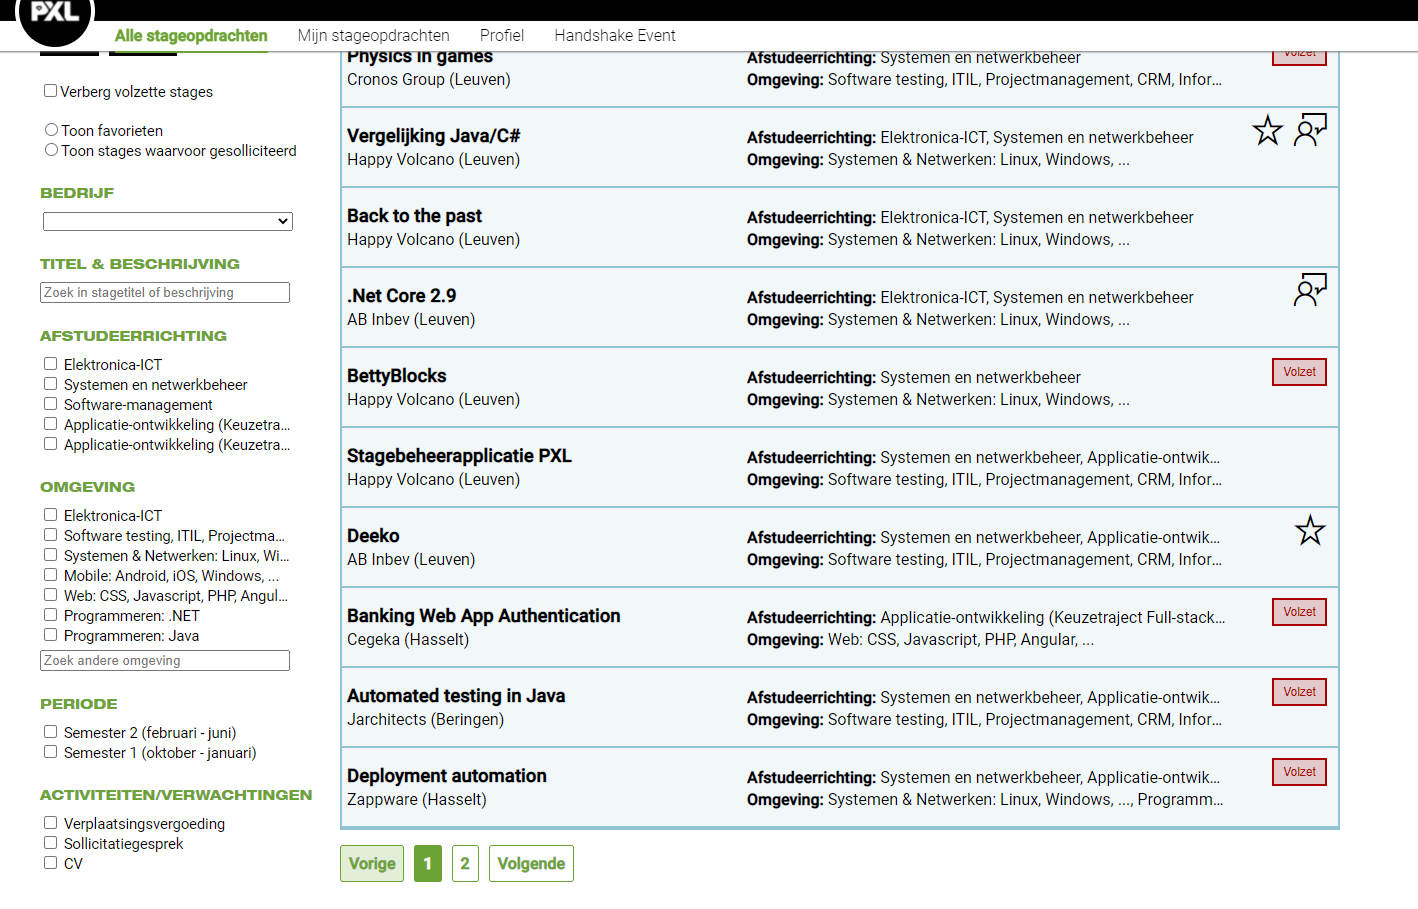 PXL
Alle stageopdrachten
Mijn stageopdrachten
Profiel
Handshake Event
Verberg volzette stages
Toon favorieten
Toon stages waarvoor gesolliciteerd
BEDRIJF
TITEL & BESCHRIJVING
Zoek in stagetitel of beschrijving
AFSTUDEERRICHTING
Elektronica-ICT
Systemen en netwerkbeheer
Software-management
Applicatie-ontwikkeling (Keuzetra...
Applicatie-ontwikkeling (Keuzetra...
OMGEVING
Elektronica-ICT
Software testing, ITIL, Projectma...
Systemen & Netwerken: Linux, Wi...
Mobile: Android, iOS, Windows, ...
Web: CSS, Javascript, PHP, Angul...
Programmeren: .NET
Programmeren: Java
Zoek andere omgeving
PERIODE
Semester 2 (februari - juni)
Semester 1 (oktober - januari)
ACTIVITEITEN/VERWACHTINGEN
Verplaatsingsvergoeding
Sollicitatiegesprek
CV
Physics in games
Cronos Group (Leuven)
Afstudeerrichting: Systemen en netwerkbeheer
Omgeving: Software testing, ITIL, Projectmanagement, CRM, Infor...
Volzet
Vergelijking Java/C#
Happy Volcano (Leuven)
Afstudeerrichting: Elektronica-ICT, Systemen en netwerkbeheer
Omgeving: Systemen & Netwerken: Linux, Windows, ...
Back to the past
Happy Volcano (Leuven)
Afstudeerrichting: Elektronica-ICT, Systemen en netwerkbeheer
Omgeving: Systemen & Netwerken: Linux, Windows, ...
.Net Core 2.9
AB Inbev (Leuven)
Afstudeerrichting: Elektronica-ICT, Systemen en netwerkbeheer
Omgeving: Systemen & Netwerken: Linux, Windows, ...
BettyBlocks
Happy Volcano (Leuven)
Afstudeerrichting: Systemen en netwerkbeheer
Omgeving: Systemen & Netwerken: Linux, Windows, ...
Volzet
Stagebeheerapplicatie PXL
Happy Volcano (Leuven)
Afstudeerrichting: Systemen en netwerkbeheer, Applicatie-ontwik...
Omgeving: Software testing, ITIL, Projectmanagement, CRM, Infor...
Deeko
AB Inbev (Leuven)
Afstudeerrichting: Systemen en netwerkbeheer, Applicatie-ontwik...
Omgeving: Software testing, ITIL, Projectmanagement, CRM, Infor...
Banking Web App Authentication
Cegeka (Hasselt)
Afstudeerrichting: Applicatie-ontwikkeling (Keuzetraject Full-stack...
Omgeving: Web: CSS, Javascript, PHP, Angular, ...
Volzet
Automated testing in Java
Jarchitects (Beringen)
Afstudeerrichting: Systemen en netwerkbeheer, Applicatie-ontwik...
Omgeving: Software testing, ITIL, Projectmanagement, CRM, Infor...
Volzet
Deployment automation
Zappware (Hasselt)
Afstudeerrichting: Systemen en netwerkbeheer, Applicatie-ontwik...
Omgeving: Systemen & Netwerken: Linux, Windows, ..., Programm...
Volzet
Vorige 1 2 Volgende